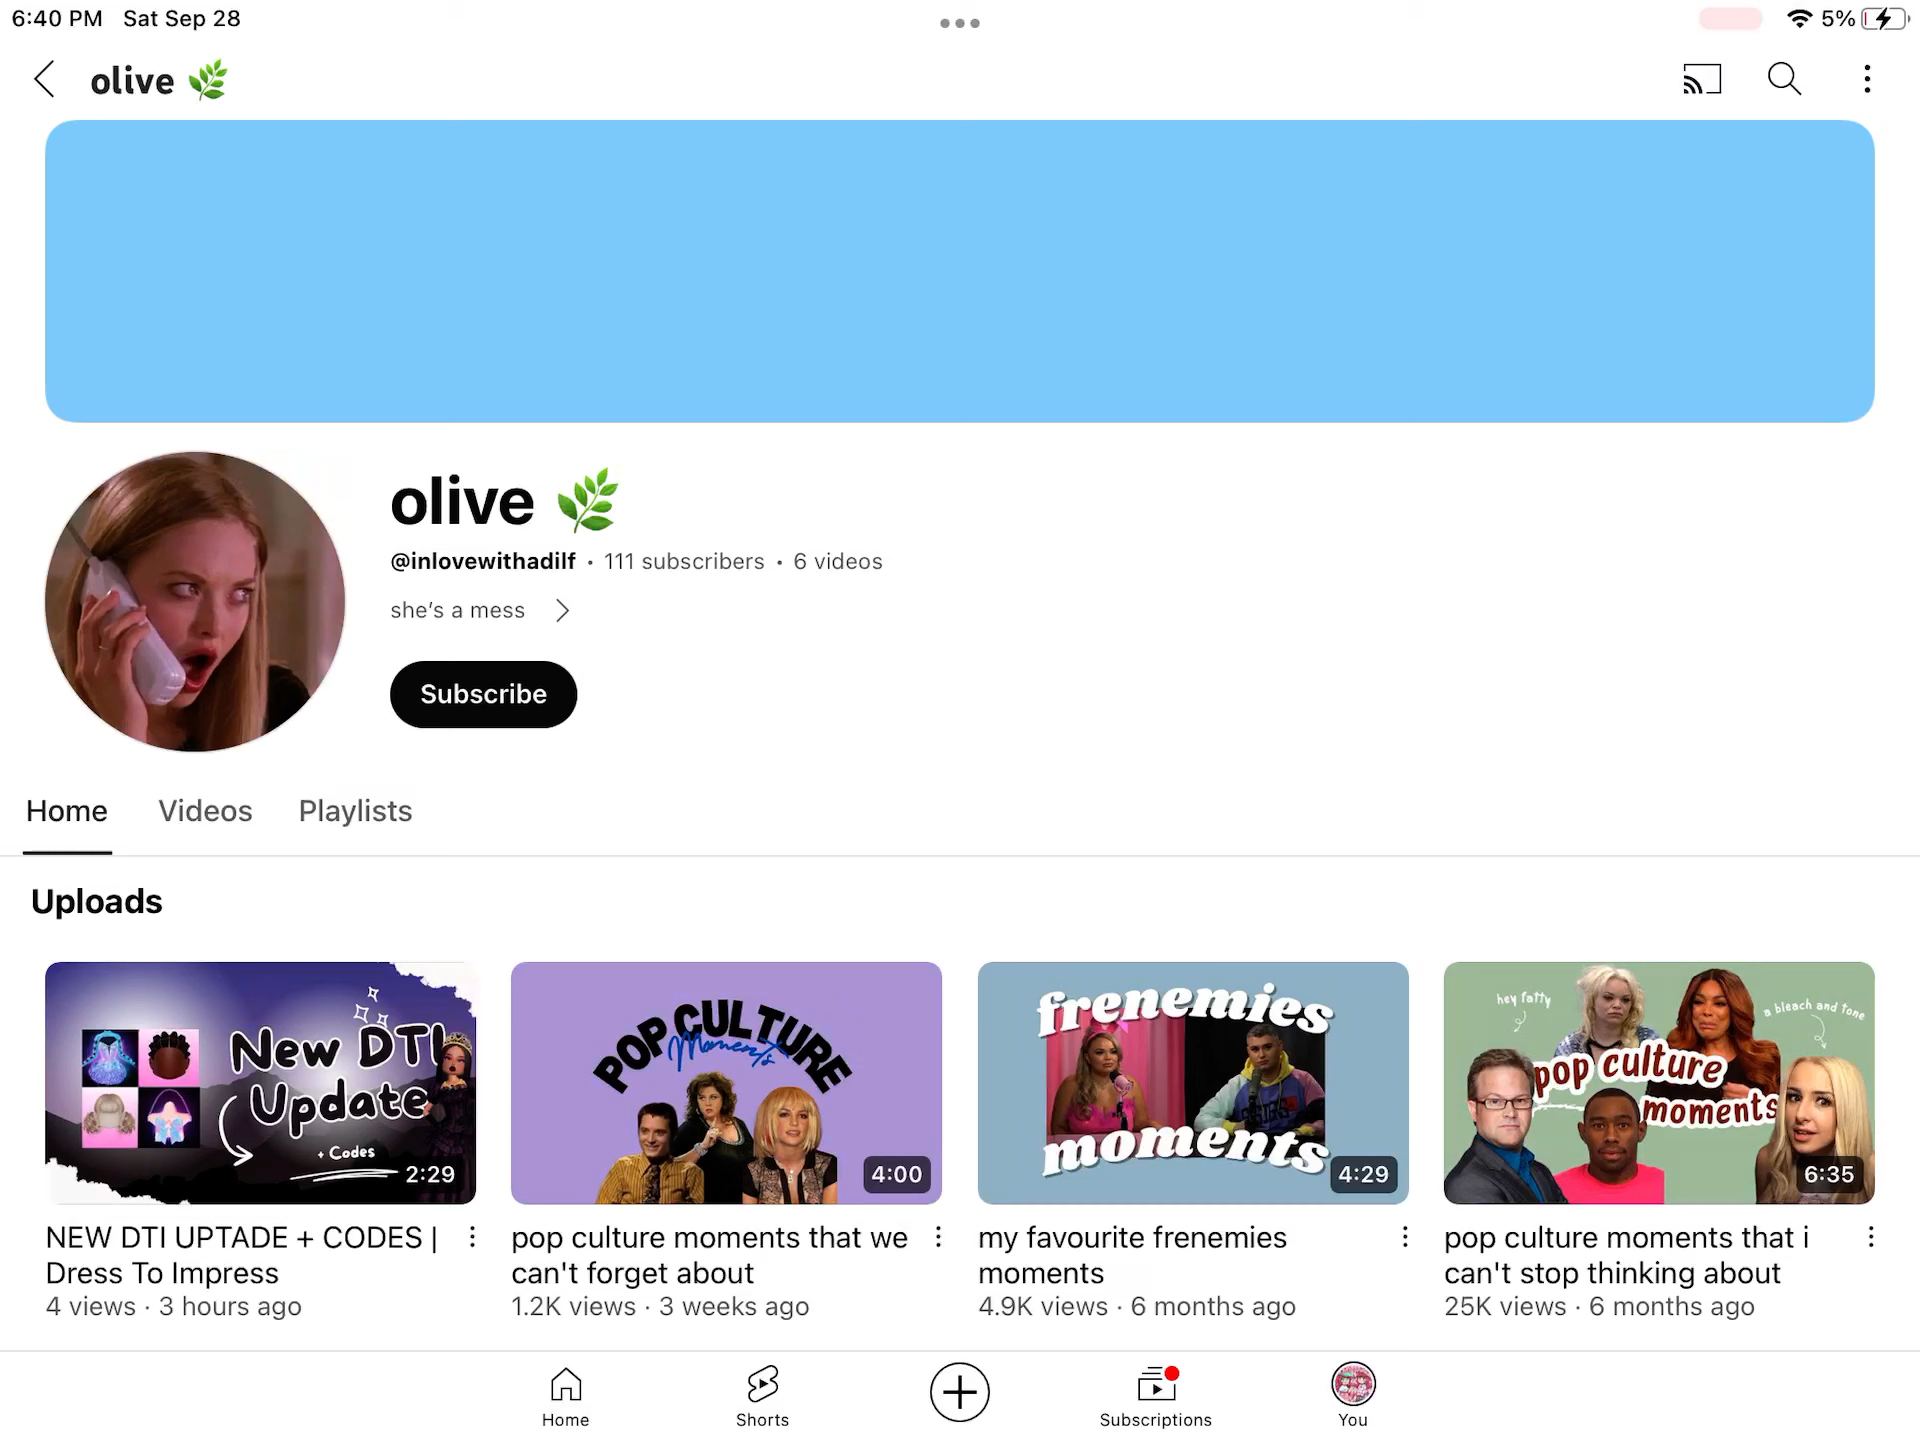 6:40 PM Sat Sep 28
5%
olive
olive
@inlovewithadilf · 111 subscribers · 6 videos
she's a mess
Subscribe
Home Videos Playlists
Uploads
New DTI
Update
+ Codes
2:29
POP CULTURE
Moments
4:00
frenemies
moments
4:29
hey fatty
a bleach and tone
pop culture
moments
6:35
NEW DTI UPTADE + CODES |
Dress To Impress
4 views · 3 hours ago
pop culture moments that we
can't forget about
1.2K views · 3 weeks ago
my favourite frenemies
moments
4.9K views · 6 months ago
pop culture moments that i
can't stop thinking about
25K views · 6 months ago
Home
Shorts
Subscriptions
You